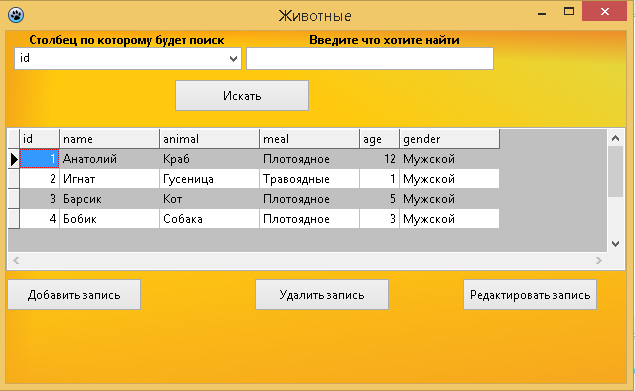 Животные
Столбец по которому будет поиск Введите что хотите найти
id
Искать
id name animal meal age gender
1 Анатолий Краб Плотоядное 12 Мужской
2 Игнат Гусеница Травоядные 1 Мужской
3 Барсик Кот Плотоядное 5 Мужской
4 Бобик Собака Плотоядное 3 Мужской
Добавить запись Удалить запись Редактировать запись